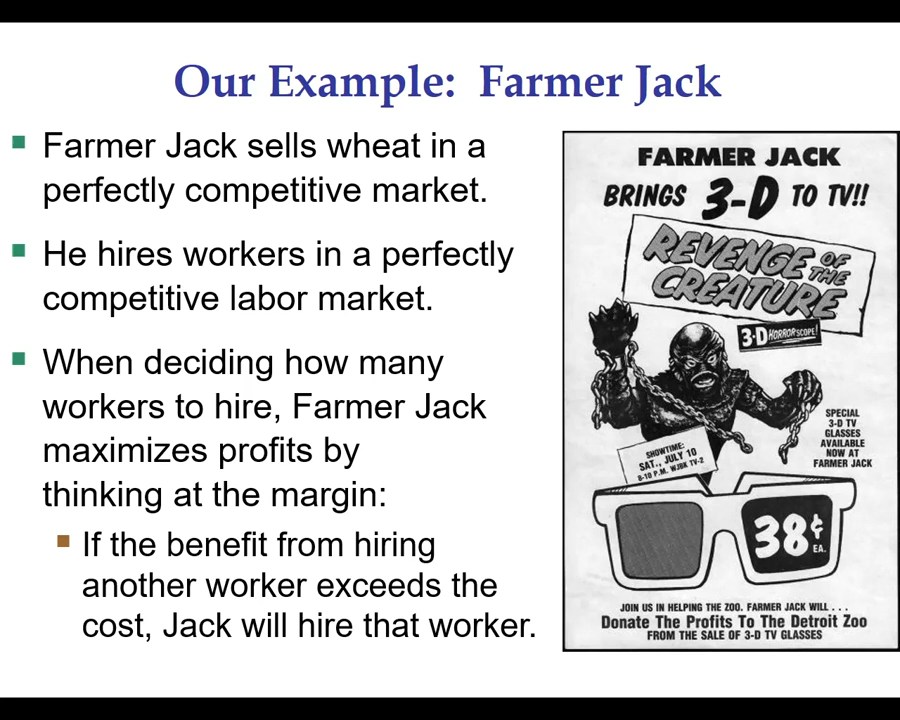 Our Example:  Farmer Jack
Farmer Jack sells wheat in a
perfectly competitive market.
He hires workers in a perfectly
competitive labor market.
When deciding how many
workers to hire, Farmer Jack
maximizes profits by
thinking at the margin:
If the benefit from hiring
another worker exceeds the
cost, Jack will hire that worker.
FARMER JACK
BRINGS 3-D TO TV!!
REVENGE OF THE
CREATURE
3-D HORRORSCOPE!
SPECIAL
3-D TV
GLASSES
AVAILABLE
NOW AT
FARMER JACK
SHOWTIME:
SAT., JULY 10
8-10 P.M. WJBK TV-2
38¢ EA.
JOIN US IN HELPING THE ZOO. FARMER JACK WILL . . .
Donate The Profits To The Detroit Zoo
FROM THE SALE OF 3-D TV GLASSES